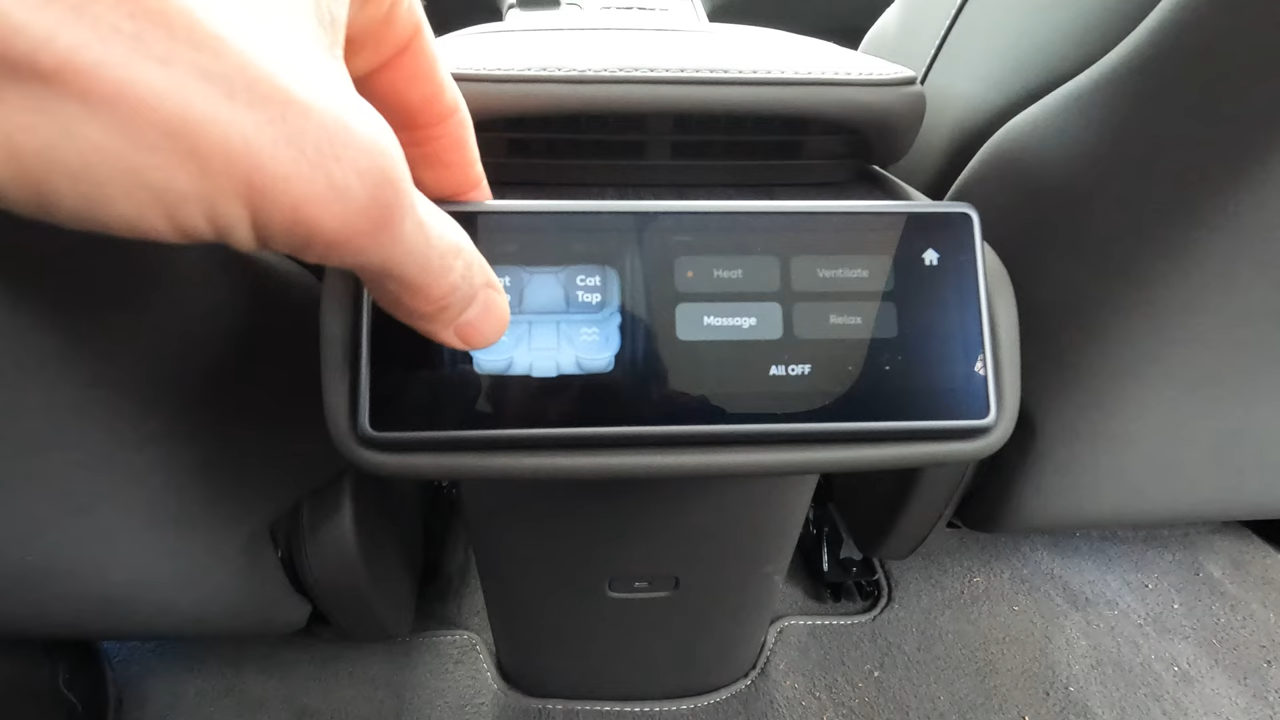 Cat
Tap
Heat
Ventilate
Massage
Relax
All OFF